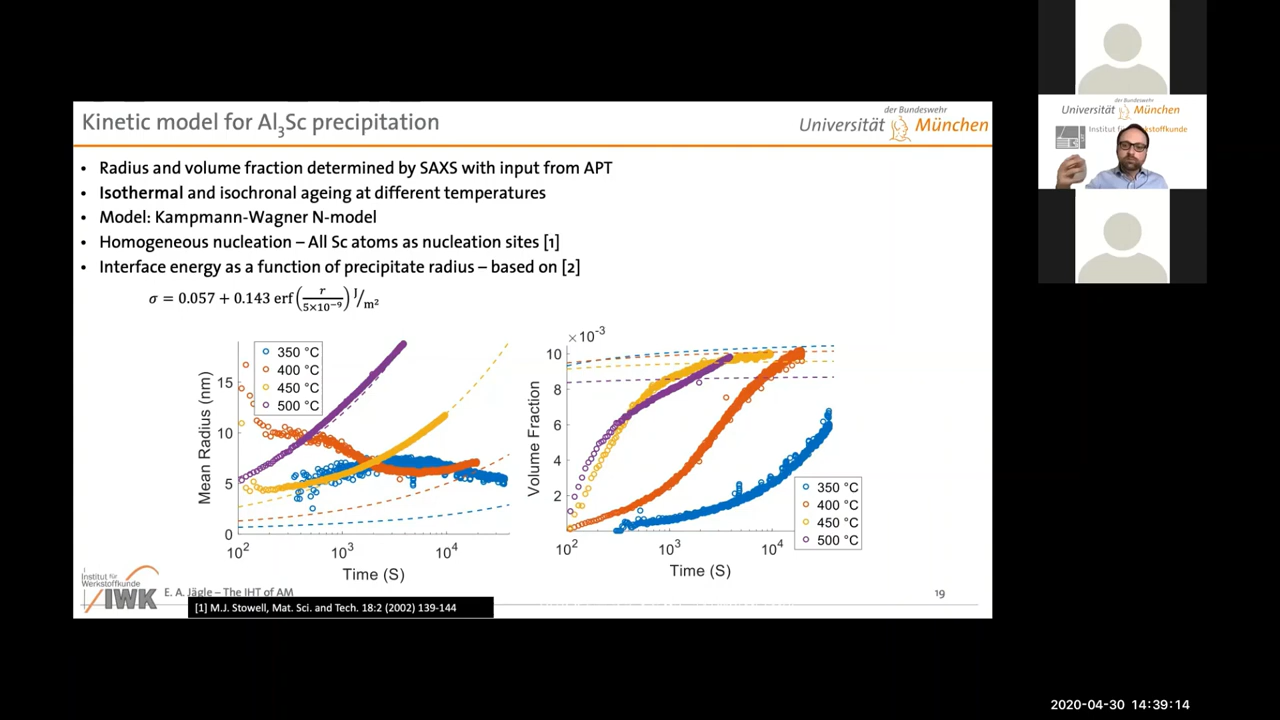 Kinetic model for Al₃Sc precipitation
der Bundeswehr
Universität München
• Radius and volume fraction determined by SAXS with input from APT
• Isothermal and isochronal ageing at different temperatures
• Model: Kampmann-Wagner N-model
• Homogeneous nucleation – All Sc atoms as nucleation sites [1]
• Interface energy as a function of precipitate radius – based on [2]
σ = 0.057 + 0.143 erf(r/5×10⁻⁹) J/m²
Mean Radius (nm)
15
10
5
0
10²
10³
10⁴
Time (S)
350 °C
400 °C
450 °C
500 °C
×10⁻³
Volume Fraction
10
8
6
4
2
10²
10³
10⁴
Time (S)
350 °C
400 °C
450 °C
500 °C
Institut für
Werkstoffkunde
IWK
E. A. Jägle – The IHT of AM
19
[1] M.J. Stowell, Mat. Sci. and Tech. 18:2 (2002) 139-144
der Bundeswehr
Universität München
Institut
2020-04-30 14:39:14